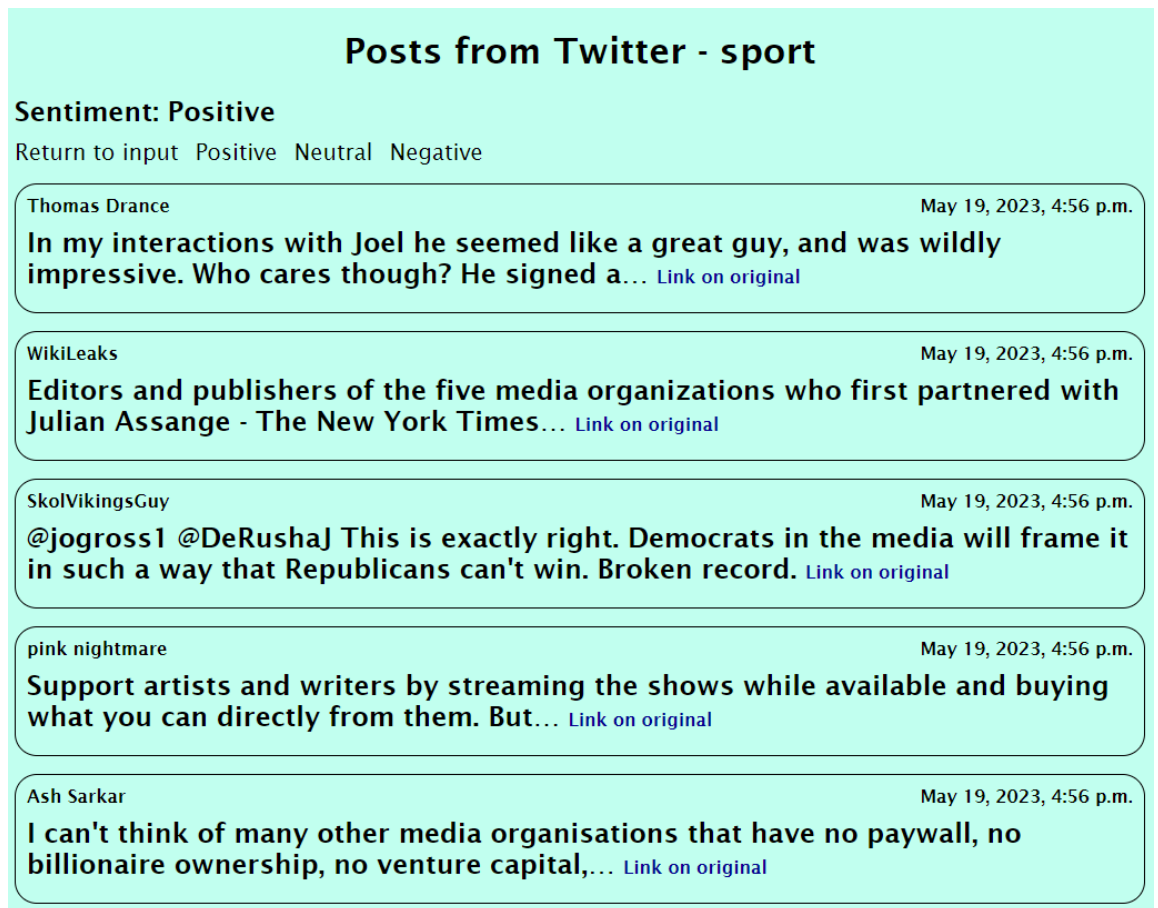 Posts from Twitter - sport
Sentiment: Positive
Return to input Positive Neutral Negative
Thomas Drance May 19, 2023, 4:56 p.m.
In my interactions with Joel he seemed like a great guy, and was wildly
impressive. Who cares though? He signed a… Link on original
WikiLeaks May 19, 2023, 4:56 p.m.
Editors and publishers of the five media organizations who first partnered with
Julian Assange - The New York Times… Link on original
SkolVikingsGuy May 19, 2023, 4:56 p.m.
@jogross1 @DeRushaJ This is exactly right. Democrats in the media will frame it
in such a way that Republicans can't win. Broken record. Link on original
pink nightmare May 19, 2023, 4:56 p.m.
Support artists and writers by streaming the shows while available and buying
what you can directly from them. But… Link on original
Ash Sarkar May 19, 2023, 4:56 p.m.
I can't think of many other media organisations that have no paywall, no
billionaire ownership, no venture capital,… Link on original